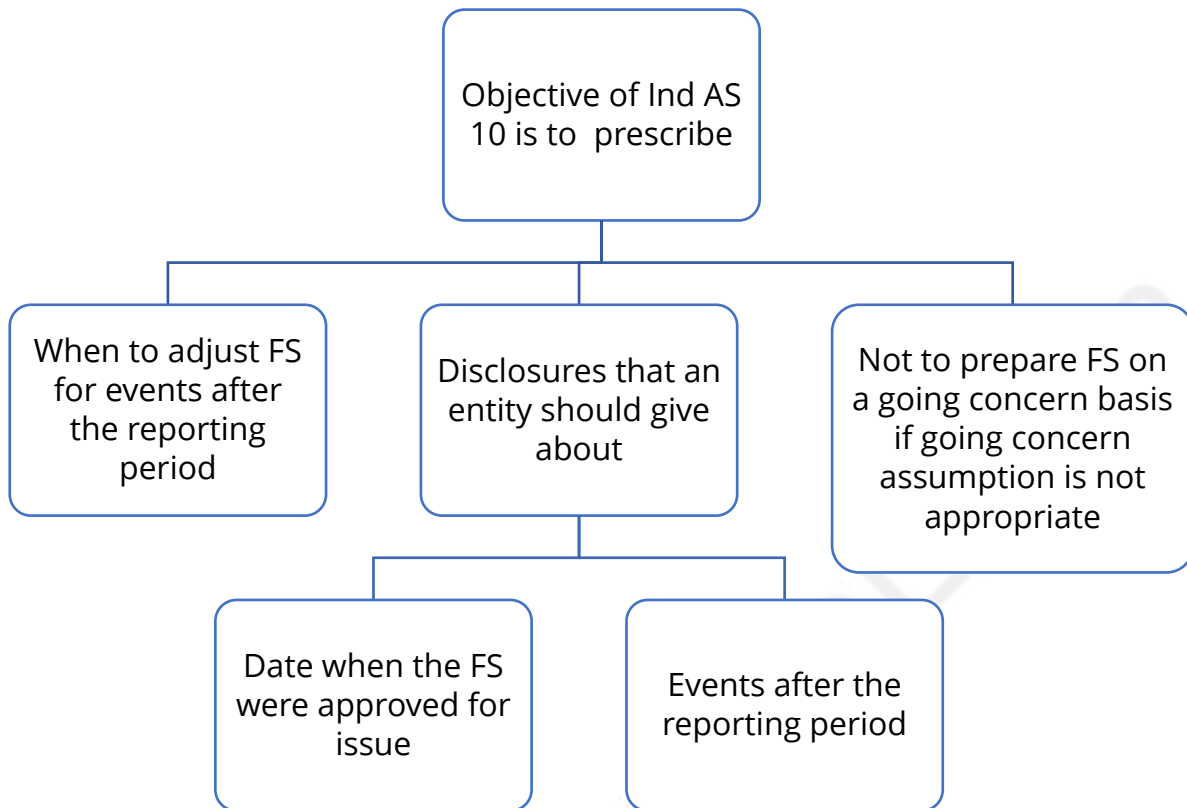 Objective of Ind AS
10 is to prescribe
When to adjust FS
for events after
the reporting
period
Disclosures that an
entity should give
about
Not to prepare FS on
a going concern basis
if going concern
assumption is not
appropriate
Date when the FS
were approved for
issue
Events after the
reporting period